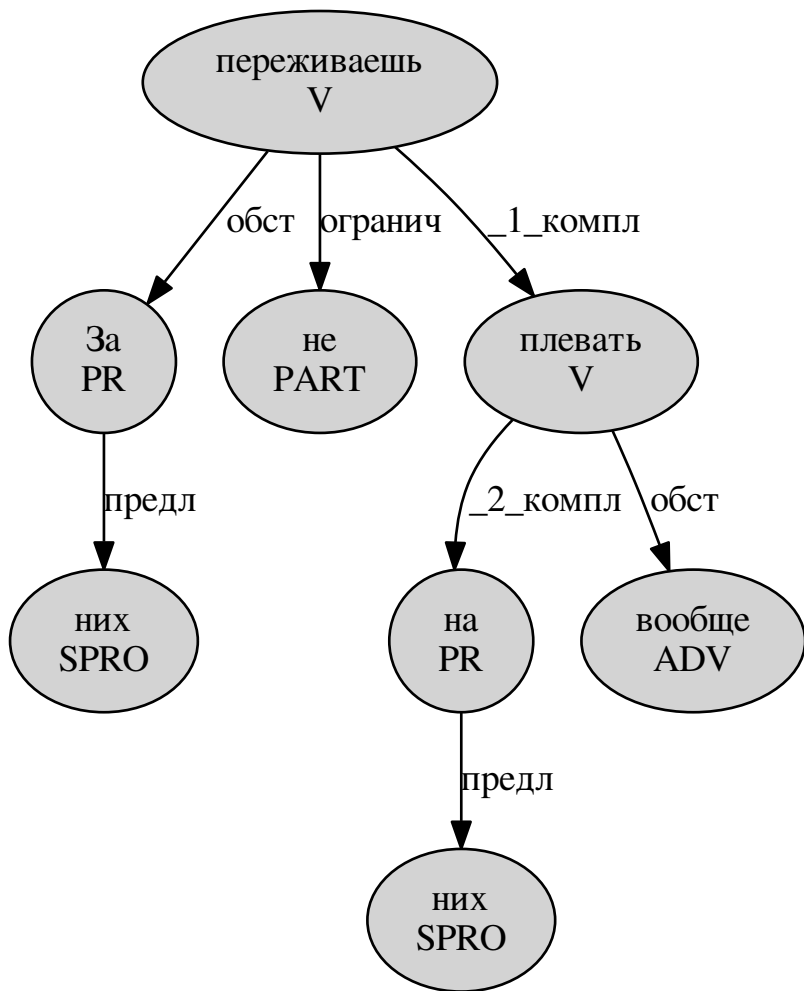 переживаешь
V
обст
огранич
_1_компл
За
PR
не
PART
плевать
V
предл
_2_компл
обст
них
SPRO
на
PR
вообще
ADV
предл
них
SPRO